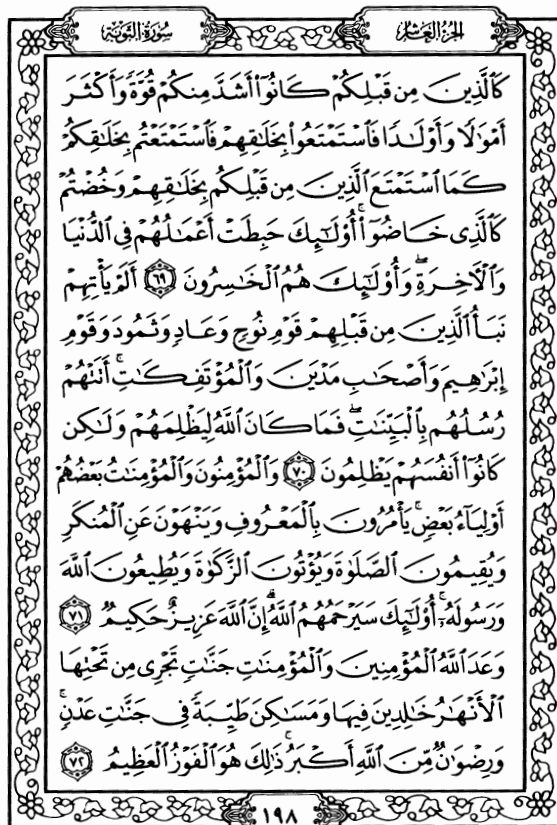 الجزء العاشر
سورة التوبة
كَٱلَّذِينَ مِن قَبْلِكُمْ كَانُوٓا۟ أَشَدَّ مِنكُمْ قُوَّةً وَأَكْثَرَ
أَمْوَٰلًا وَأَوْلَـٰدًا فَٱسْتَمْتَعُوا۟ بِخَلَـٰقِهِمْ فَٱسْتَمْتَعْتُم بِخَلَـٰقِكُمْ
كَمَا ٱسْتَمْتَعَ ٱلَّذِينَ مِن قَبْلِكُم بِخَلَـٰقِهِمْ وَخُضْتُمْ
كَٱلَّذِى خَاضُوٓا۟ ۚ أُو۟لَـٰٓئِكَ حَبِطَتْ أَعْمَـٰلُهُمْ فِى ٱلدُّنْيَا
وَٱلْـَٔاخِرَةِ ۖ وَأُو۟لَـٰٓئِكَ هُمُ ٱلْخَـٰسِرُونَ ٦٩ أَلَمْ يَأْتِهِمْ
نَبَأُ ٱلَّذِينَ مِن قَبْلِهِمْ قَوْمِ نُوحٍ وَعَادٍ وَثَمُودَ وَقَوْمِ
إِبْرَٰهِيمَ وَأَصْحَـٰبِ مَدْيَنَ وَٱلْمُؤْتَفِكَـٰتِ ۚ أَتَتْهُمْ
رُسُلُهُم بِٱلْبَيِّنَـٰتِ ۖ فَمَا كَانَ ٱللَّهُ لِيَظْلِمَهُمْ وَلَـٰكِن
كَانُوٓا۟ أَنفُسَهُمْ يَظْلِمُونَ ٧٠ وَٱلْمُؤْمِنُونَ وَٱلْمُؤْمِنَـٰتُ بَعْضُهُمْ
أَوْلِيَآءُ بَعْضٍ ۚ يَأْمُرُونَ بِٱلْمَعْرُوفِ وَيَنْهَوْنَ عَنِ ٱلْمُنكَرِ
وَيُقِيمُونَ ٱلصَّلَوٰةَ وَيُؤْتُونَ ٱلزَّكَوٰةَ وَيُطِيعُونَ ٱللَّهَ
وَرَسُولَهُۥٓ ۚ أُو۟لَـٰٓئِكَ سَيَرْحَمُهُمُ ٱللَّهُ ۗ إِنَّ ٱللَّهَ عَزِيزٌ حَكِيمٌ ٧١
وَعَدَ ٱللَّهُ ٱلْمُؤْمِنِينَ وَٱلْمُؤْمِنَـٰتِ جَنَّـٰتٍ تَجْرِى مِن تَحْتِهَا
ٱلْأَنْهَـٰرُ خَـٰلِدِينَ فِيهَا وَمَسَـٰكِنَ طَيِّبَةً فِى جَنَّـٰتِ عَدْنٍ ۚ
وَرِضْوَٰنٌ مِّنَ ٱللَّهِ أَكْبَرُ ۚ ذَٰلِكَ هُوَ ٱلْفَوْزُ ٱلْعَظِيمُ ٧٢
١٩٨